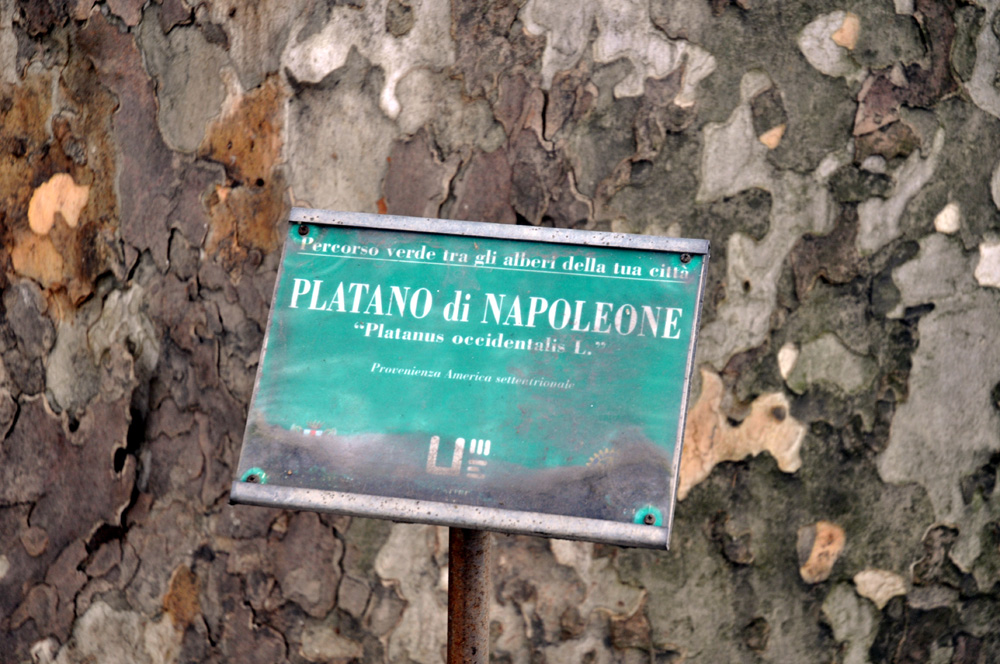 Percorso verde tra gli alberi della tua città
PLATANO di NAPOLEONE
“Platanus occidentalis L.”
Provenienza America settentrionale